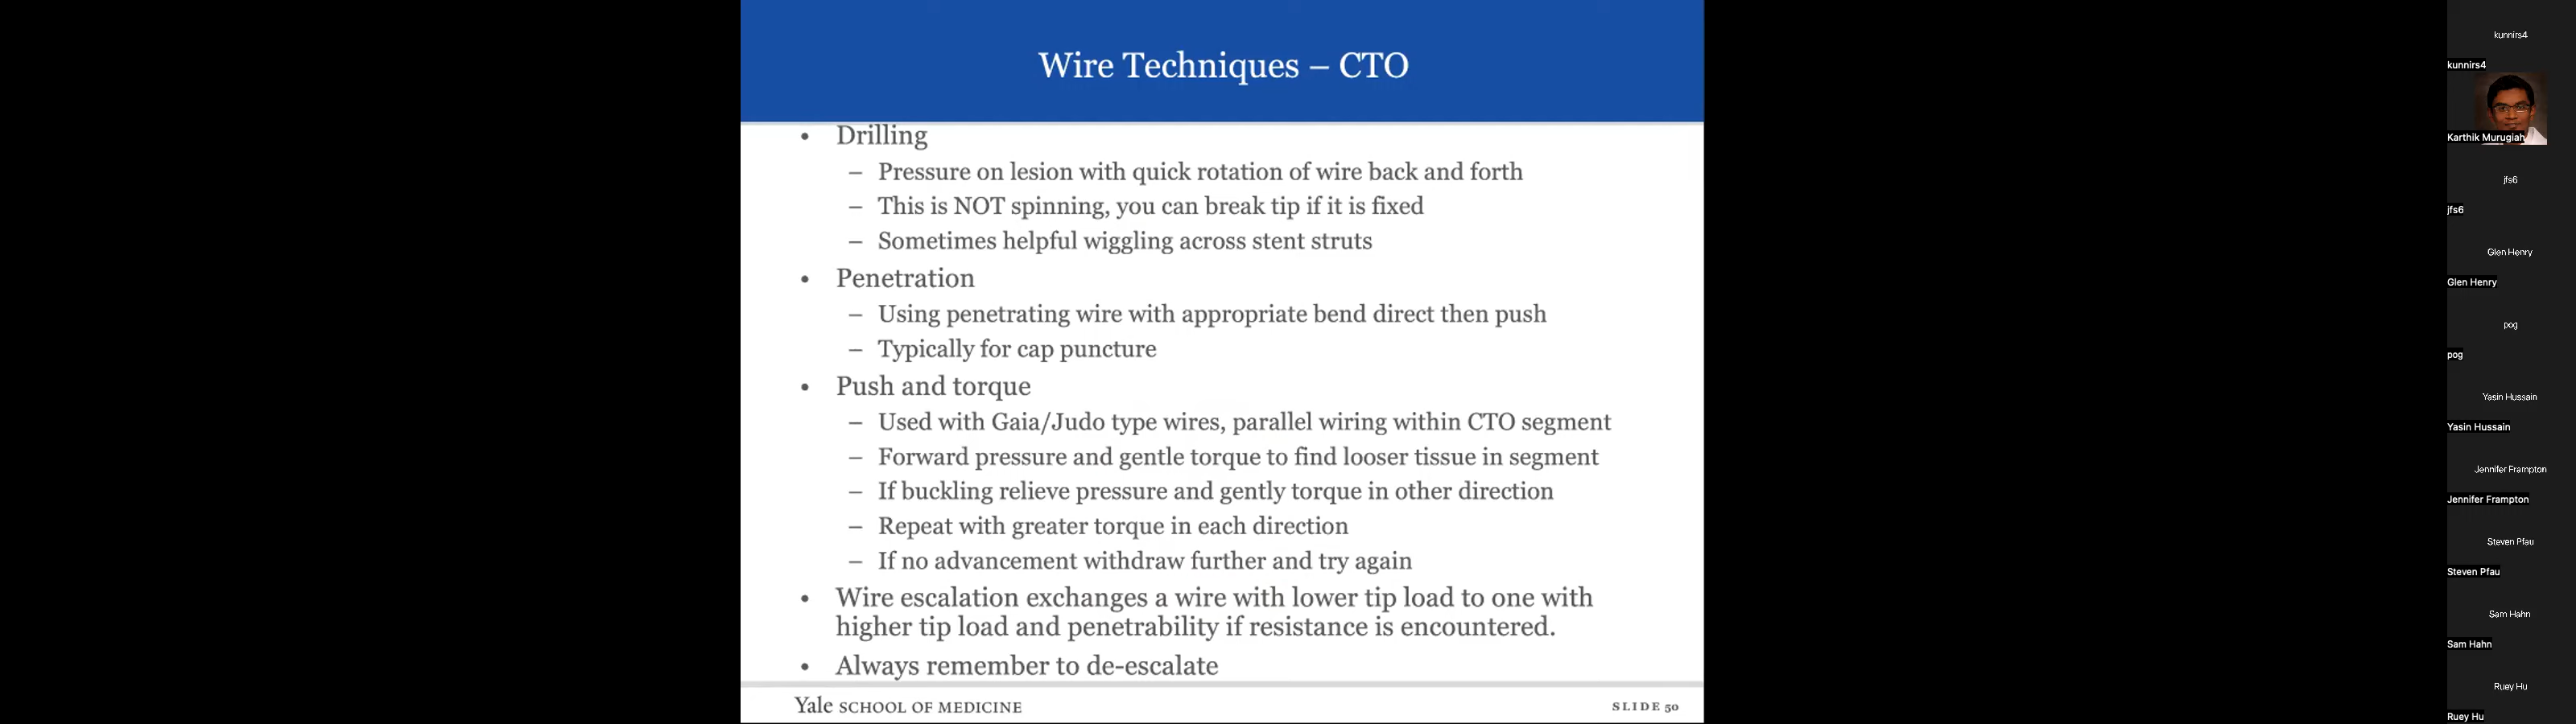 Wire Techniques – CTO
• Drilling
– Pressure on lesion with quick rotation of wire back and forth
– This is NOT spinning, you can break tip if it is fixed
– Sometimes helpful wiggling across stent struts
• Penetration
– Using penetrating wire with appropriate bend direct then push
– Typically for cap puncture
• Push and torque
– Used with Gaia/Judo type wires, parallel wiring within CTO segment
– Forward pressure and gentle torque to find looser tissue in segment
– If buckling relieve pressure and gently torque in other direction
– Repeat with greater torque in each direction
– If no advancement withdraw further and try again
• Wire escalation exchanges a wire with lower tip load to one with
higher tip load and penetrability if resistance is encountered.
• Always remember to de-escalate
Yale SCHOOL OF MEDICINE
SLIDE 50
kunnirs4
kunnirs4
Karthik Murugiah
jfs6
jfs6
Glen Henry
Glen Henry
pog
pog
Yasin Hussain
Yasin Hussain
Jennifer Frampton
Jennifer Frampton
Steven Pfau
Steven Pfau
Sam Hahn
Sam Hahn
Ruey Hu
Ruey Hu